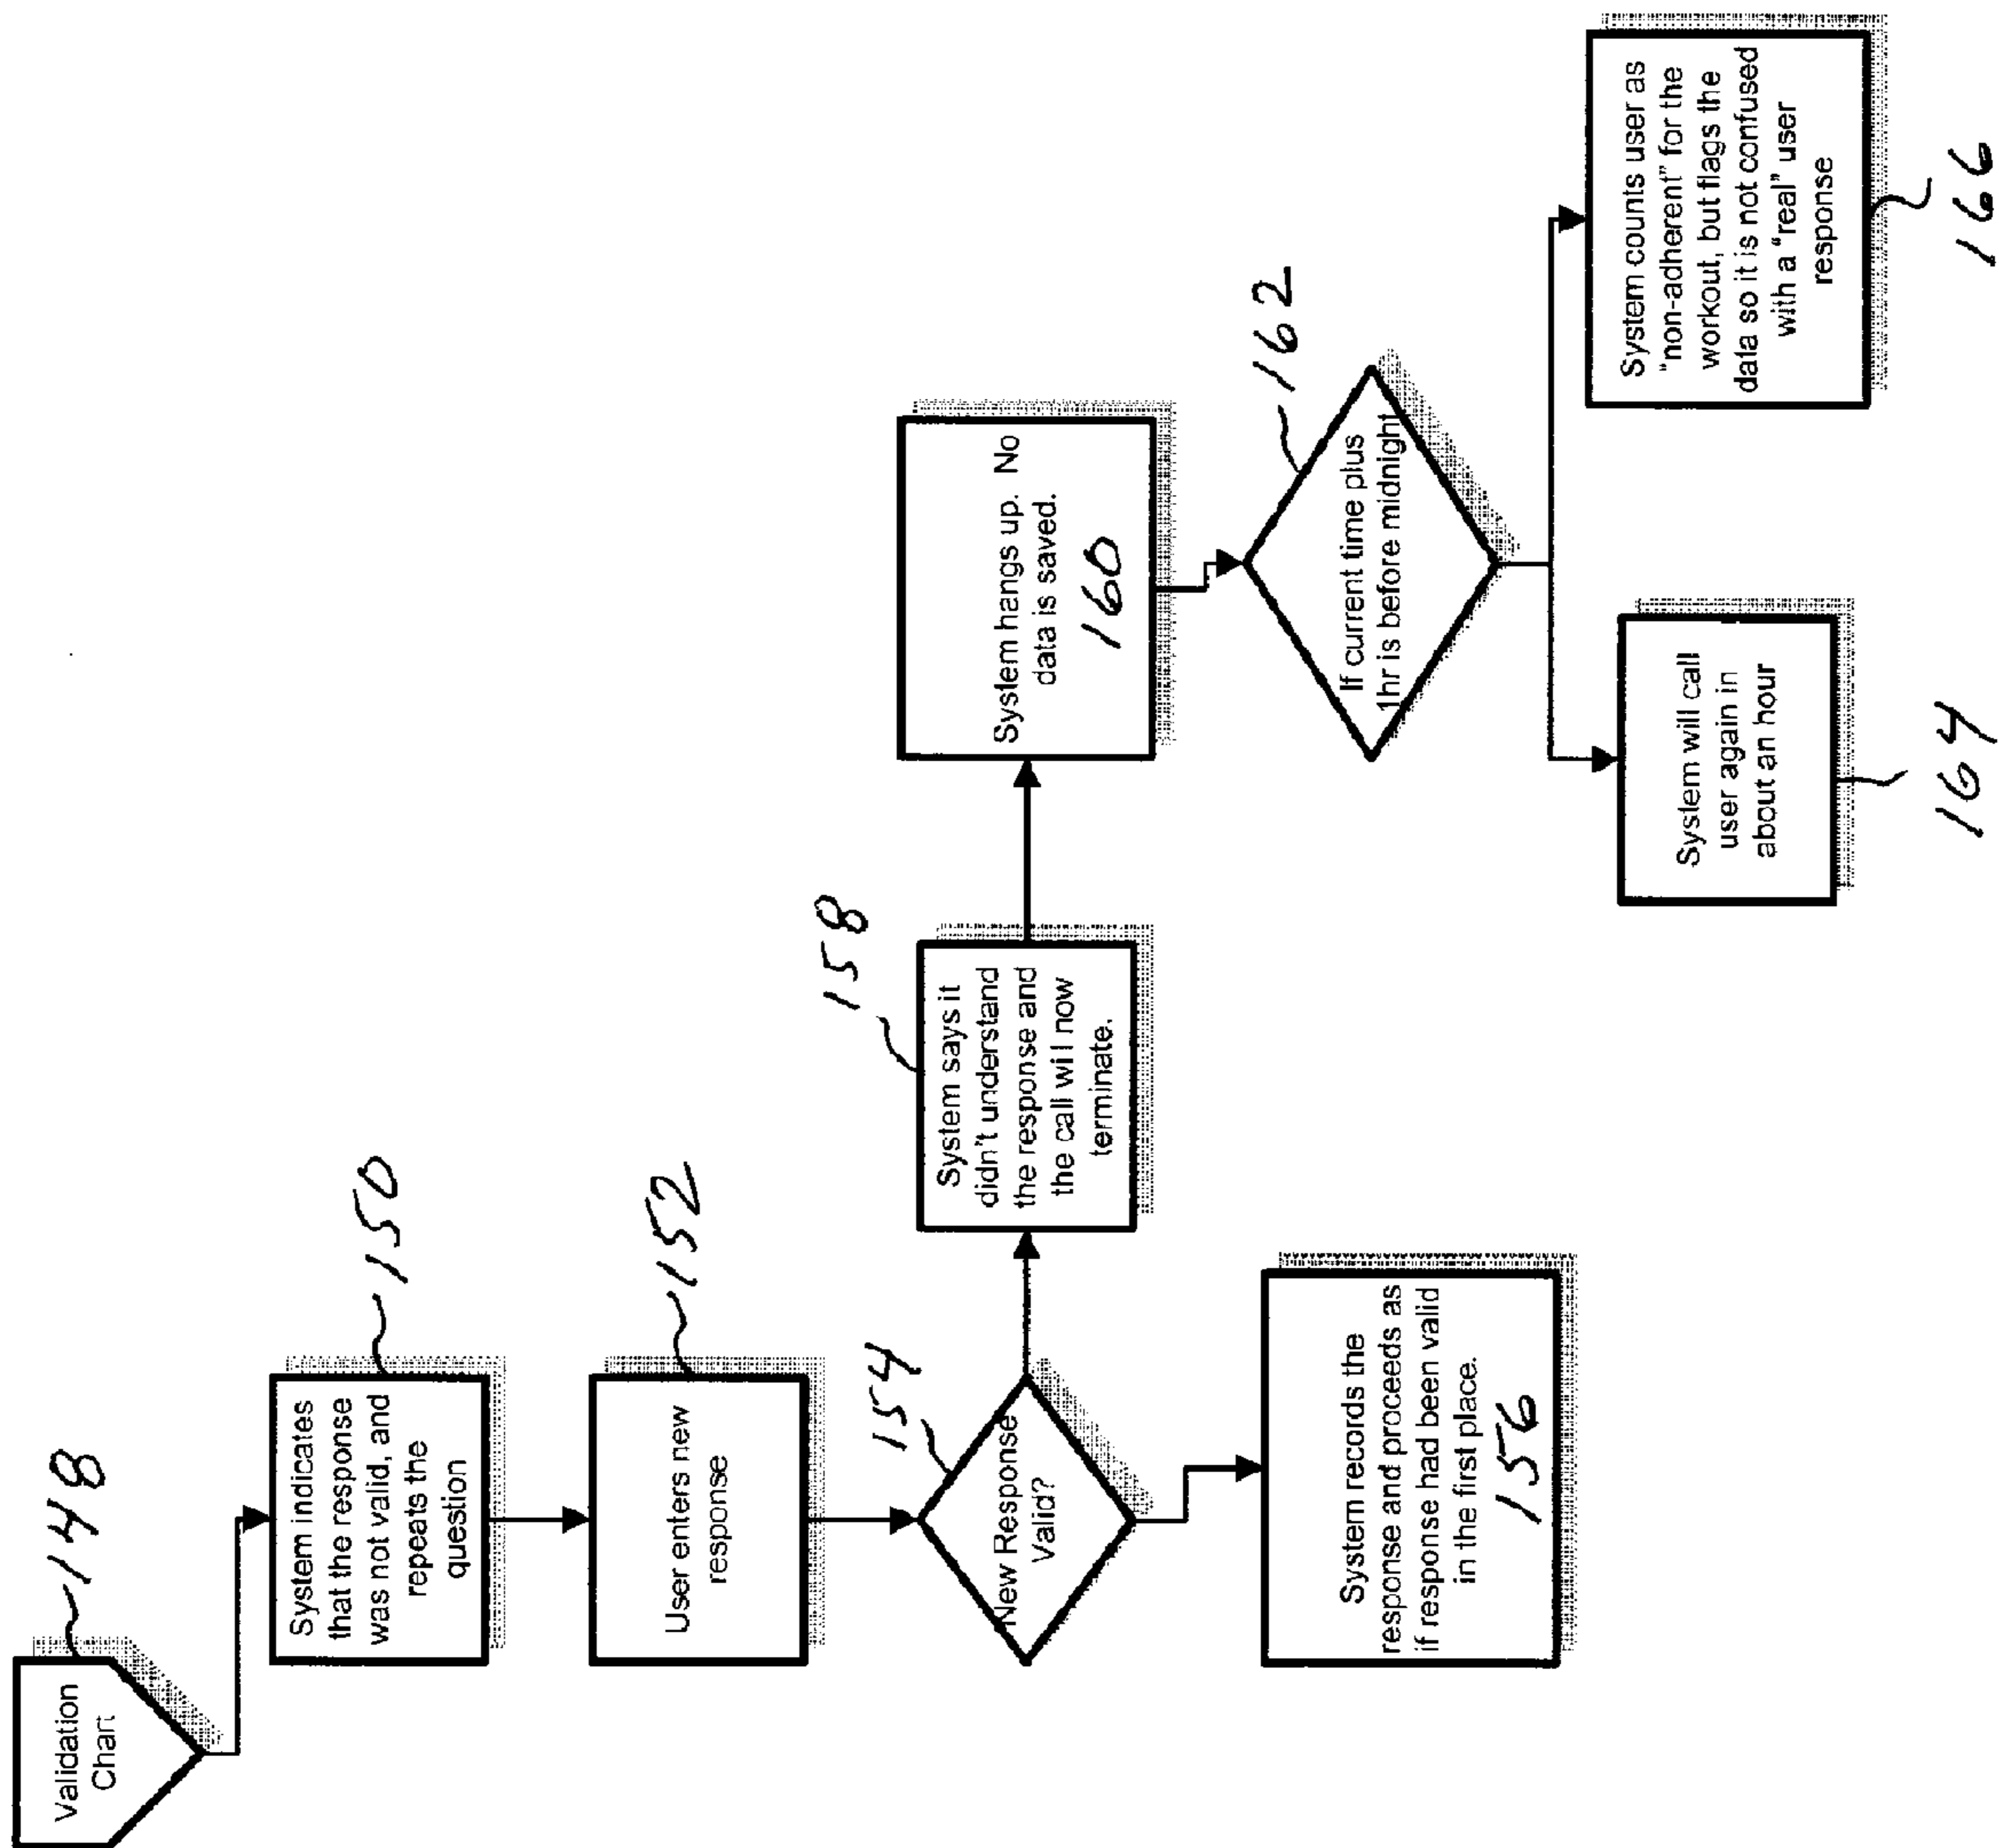 Validation
Chart
148
System indicates
that the response
was not valid, and
repeats the
question
150
User enters new
response
152
New Response
Valid?
154
System records the
response and proceeds as
if response had been valid
in the first place.
156
System says it
didn't understand
the response and
the call will now
terminate.
158
System hangs up. No
data is saved.
160
If current time plus
1hr is before midnight
162
System will call
user again in
about an hour
164
System counts user as
"non-adherent" for the
workout, but flags the
data so it is not confused
with a "real" user
response
166